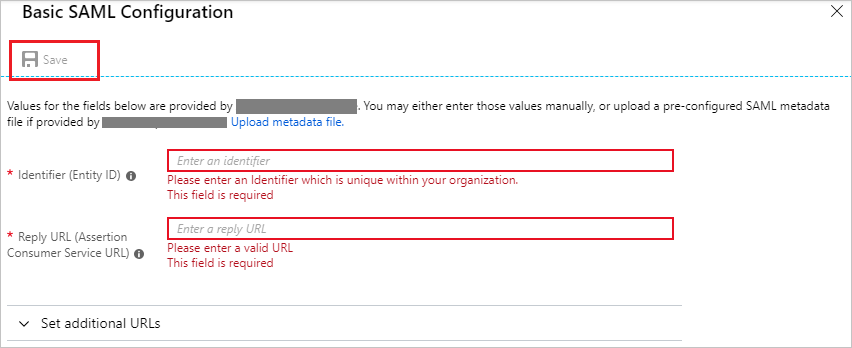 Basic SAML Configuration
Save
Values for the fields below are provided by . You may either enter those values manually, or upload a pre-configured SAML metadata
file if provided by Upload metadata file.
* Identifier (Entity ID)
Enter an identifier
Please enter an Identifier which is unique within your organization.
This field is required
* Reply URL (Assertion
Consumer Service URL)
Enter a reply URL
Please enter a valid URL
This field is required
Set additional URLs